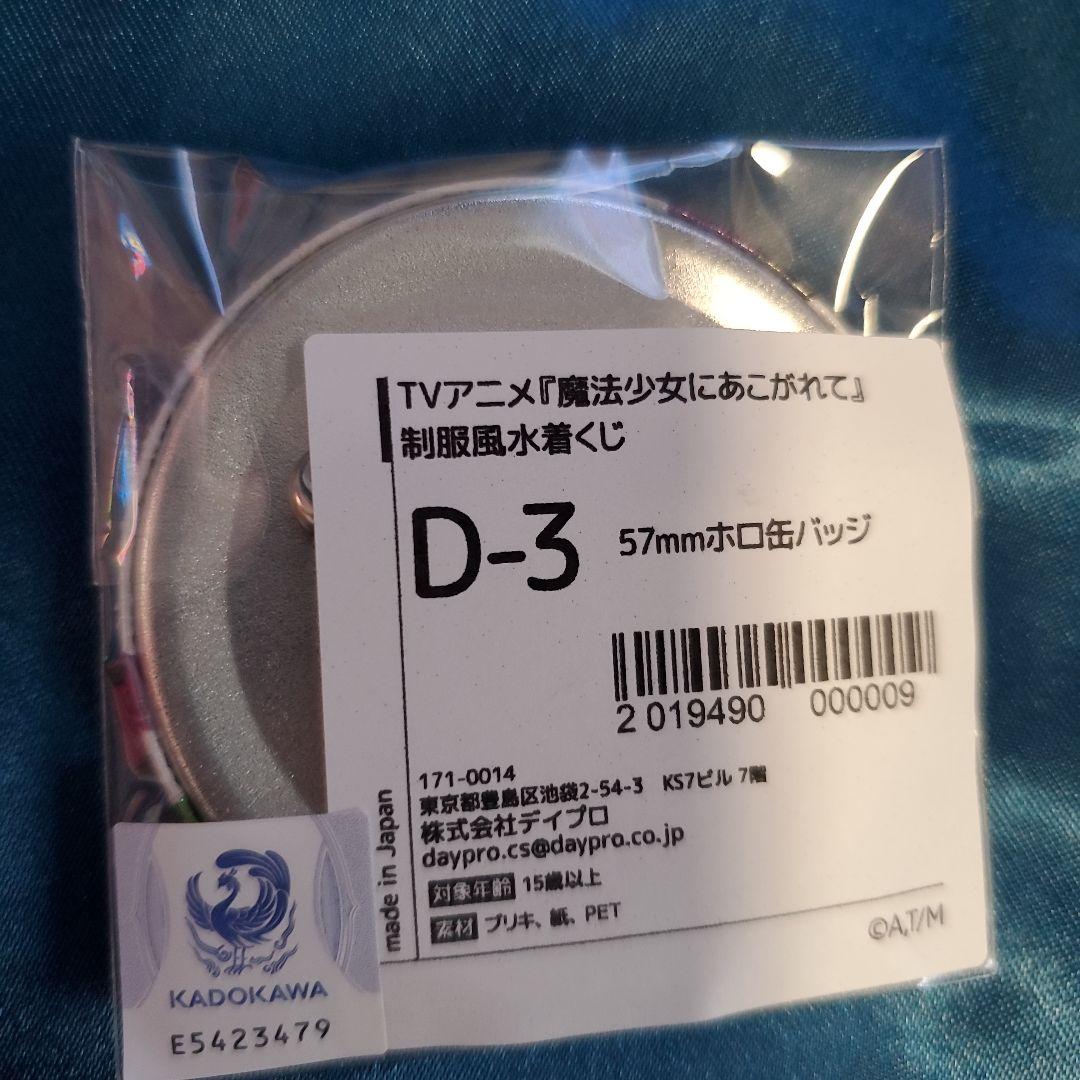 TVアニメ『魔法少女にあこがれて』
制服風水着くじ
D-3 57mmホロ缶バッジ
2 019490 000009
171-0014
東京都豊島区池袋2-54-3 KS7ビル 7階
株式会社デイプロ
daypro.cs@daypro.co.jp
対象年齢 15歳以上
素材 ブリキ、紙、PET
©A,T/M
made in Japan
KADOKAWA
E5423479